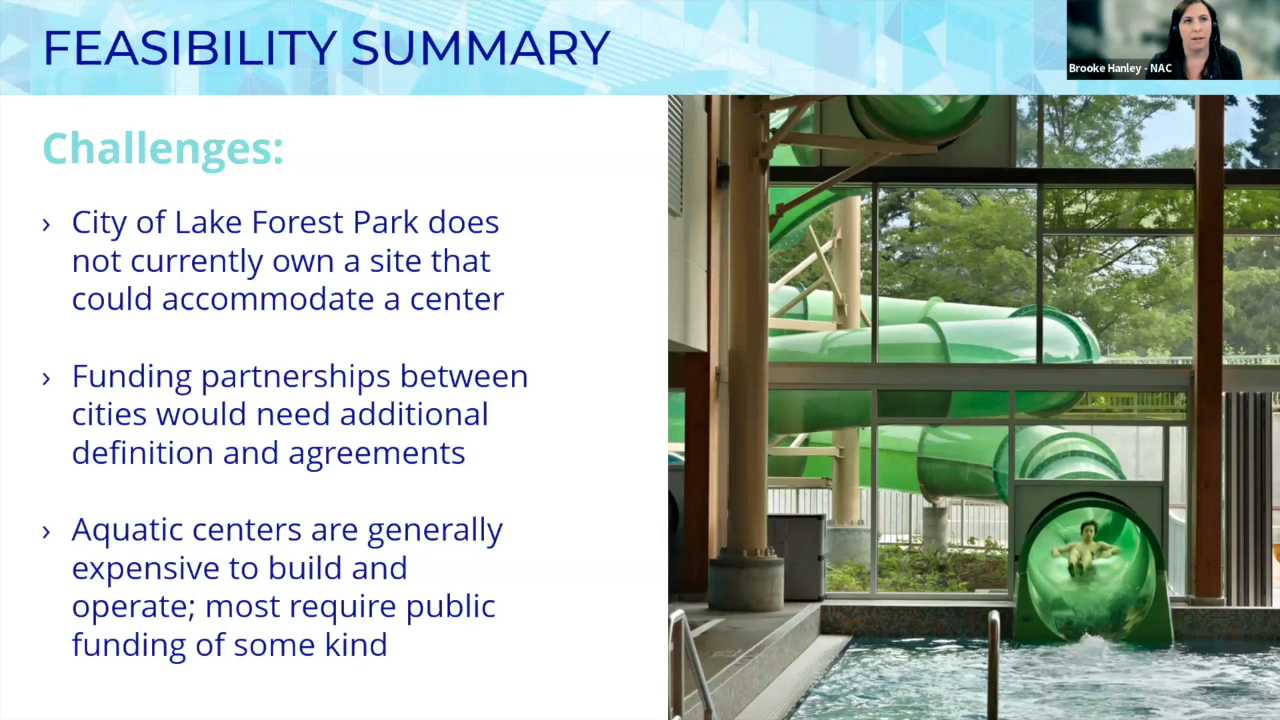 FEASIBILITY SUMMARY
Brooke Hanley - NAC
Challenges:
› City of Lake Forest Park does
not currently own a site that
could accommodate a center
› Funding partnerships between
cities would need additional
definition and agreements
› Aquatic centers are generally
expensive to build and
operate; most require public
funding of some kind